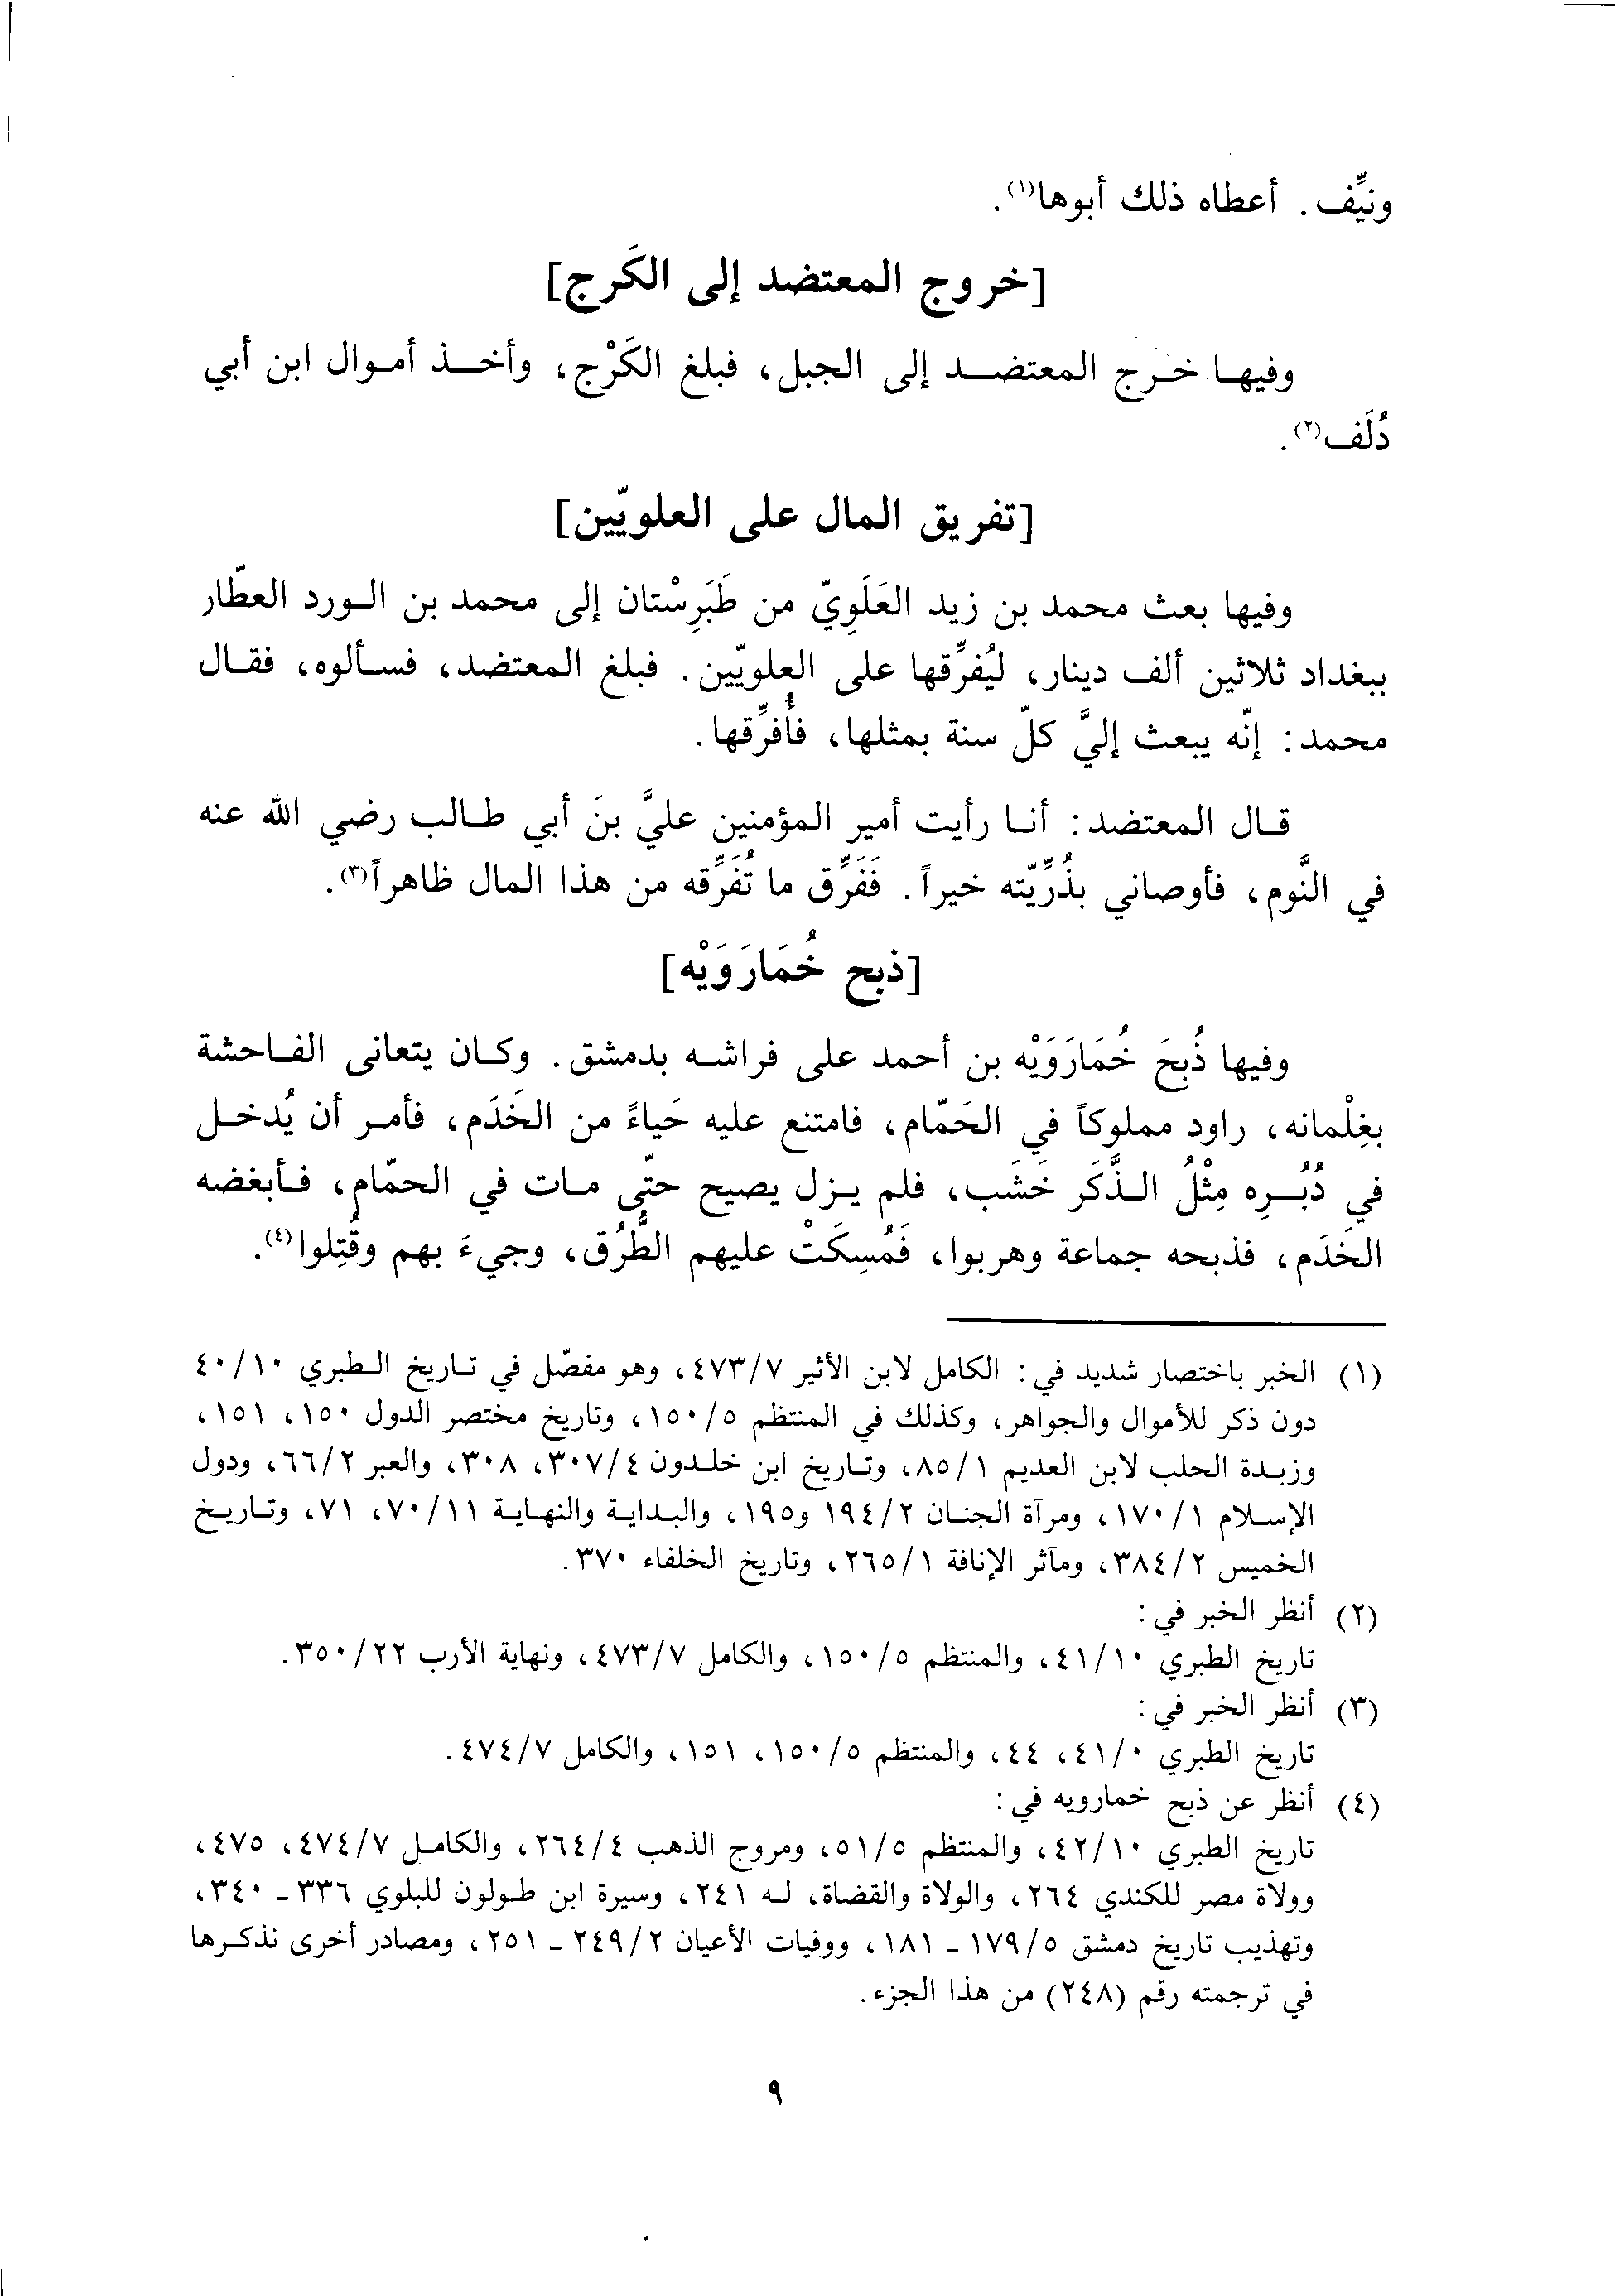 ونيِّف. أعطاه ذلك أبوها(١).
[خروج المعتضد إلى الكَرج]
وفيها خرج المعتضد إلى الجبل، فبلغ الكَرْج، وأخذ أموال ابن أبي
دُلَف(٢).
[تفريق المال على العلويّين]
وفيها بعث محمد بن زيد العَلَوِيّ من طَبَرِسْتان إلى محمد بن الورد العطّار
ببغداد ثلاثين ألف دينار، ليُفرِّقها على العلويّين. فبلغ المعتضد، فسألوه، فقال
محمد: إنّه يبعث إليَّ كلّ سنة بمثلها، فأُفرِّقها.
قال المعتضد: أنا رأيت أمير المؤمنين عليَّ بنَ أبي طالب رضي الله عنه
في النَّوم، فأوصاني بذُرِّيّته خيراً. فَفَرِّق ما تُفَرِّقه من هذا المال ظاهراً(٣).
[ذبح خُمَارَوَيْه]
وفيها ذُبِحَ خُمَارَوَيْه بن أحمد على فراشه بدمشق. وكان يتعانى الفاحشة
بغِلْمانه، راود مملوكاً في الحَمّام، فامتنع عليه حَياءً من الخَدَم، فأمر أن يُدخل
في دُبُرِه مِثْلُ الذَّكَر خَشَب، فلم يزل يصيح حتّى مات في الحمّام، فأبغضه
الخَدَم، فذبحه جماعة وهربوا، فَمُسِكَتْ عليهم الطُّرُق، وجيءَ بهم وقُتِلوا(٤).
(١) الخبر باختصار شديد في: الكامل لابن الأثير ٤٧٣/٧، وهو مفصّل في تاريخ الطبري ٤٠/١٠
دون ذكر للأموال والجواهر، وكذلك في المنتظم ١٥٠/٥، وتاريخ مختصر الدول ١٥٠، ١٥١،
وزبدة الحلب لابن العديم ٨٥/١، وتاريخ ابن خلدون ٣٠٧/٤، ٣٠٨، والعبر ٦٦/٢، ودول
الإسلام ١٧٠/١، ومرآة الجنان ١٩٤/٢ و١٩٥، والبداية والنهاية ٧٠/١١، ٧١، وتاريخ
الخميس ٣٨٤/٢، ومآثر الإنافة ٢٦٥/١، وتاريخ الخلفاء ٣٧٠.
(٢) أنظر الخبر في:
تاريخ الطبري ٤١/١٠، والمنتظم ١٥٠/٥، والكامل ٤٧٣/٧، ونهاية الأرب ٣٥٠/٢٢.
(٣) أنظر الخبر في:
تاريخ الطبري ٤١/٠، ٤٤، والمنتظم ١٥٠/٥، ١٥١، والكامل ٤٧٤/٧.
(٤) أنظر عن ذبح خمارويه في:
تاريخ الطبري ٤٢/١٠، والمنتظم ٥١/٥، ومروج الذهب ٢٦٤/٤، والكامل ٤٧٤/٧، ٤٧٥،
وولاة مصر للكندي ٢٦٤، والولاة والقضاة، له ٢٤١، وسيرة ابن طولون للبلوي ٣٣٦ - ٣٤٠،
وتهذيب تاريخ دمشق ١٧٩/٥ - ١٨١، ووفيات الأعيان ٢٤٩/٢ - ٢٥١، ومصادر أخرى نذكرها
في ترجمته رقم (٢٤٨) من هذا الجزء.
٩